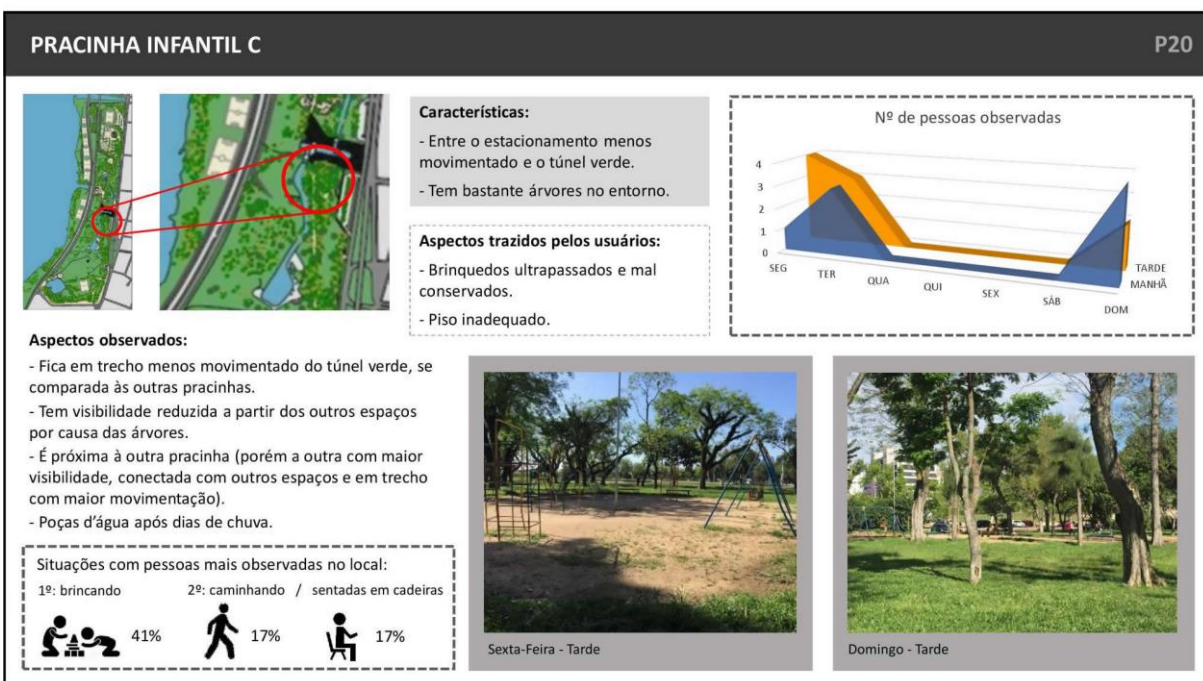 PRACINHA INFANTIL C
P20
Características:
- Entre o estacionamento menos
movimentado e o túnel verde.
- Tem bastante árvores no entorno.
Aspectos trazidos pelos usuários:
- Brinquedos ultrapassados e mal
conservados.
- Piso inadequado.
Nº de pessoas observadas
4
3
2
1
0
SEG
TER
QUA
QUI
SEX
SÁB
DOM
TARDE
MANHÃ
Aspectos observados:
- Fica em trecho menos movimentado do túnel verde, se
comparada às outras pracinhas.
- Tem visibilidade reduzida a partir dos outros espaços
por causa das árvores.
- É próxima à outra pracinha (porém a outra com maior
visibilidade, conectada com outros espaços e em trecho
com maior movimentação).
- Poças d’água após dias de chuva.
Situações com pessoas mais observadas no local:
1º: brincando 2º: caminhando / sentadas em cadeiras
41% 17% 17%
Sexta-Feira - Tarde
Domingo - Tarde